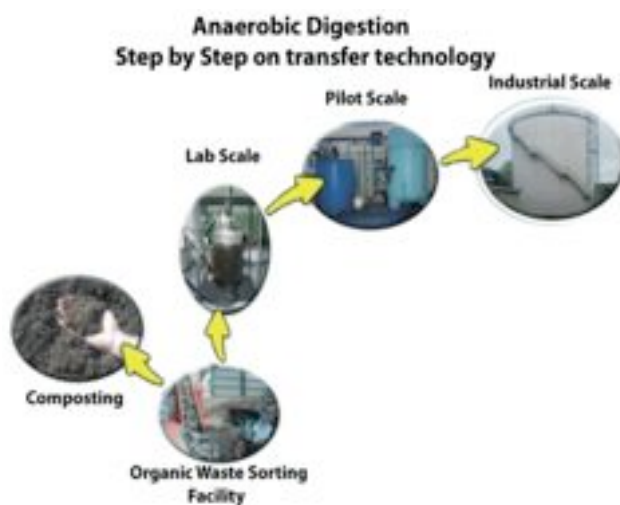 Anaerobic Digestion
Step by Step on transfer technology
Industrial Scale
Pilot Scale
Lab Scale
Composting
Organic Waste Sorting
Facility